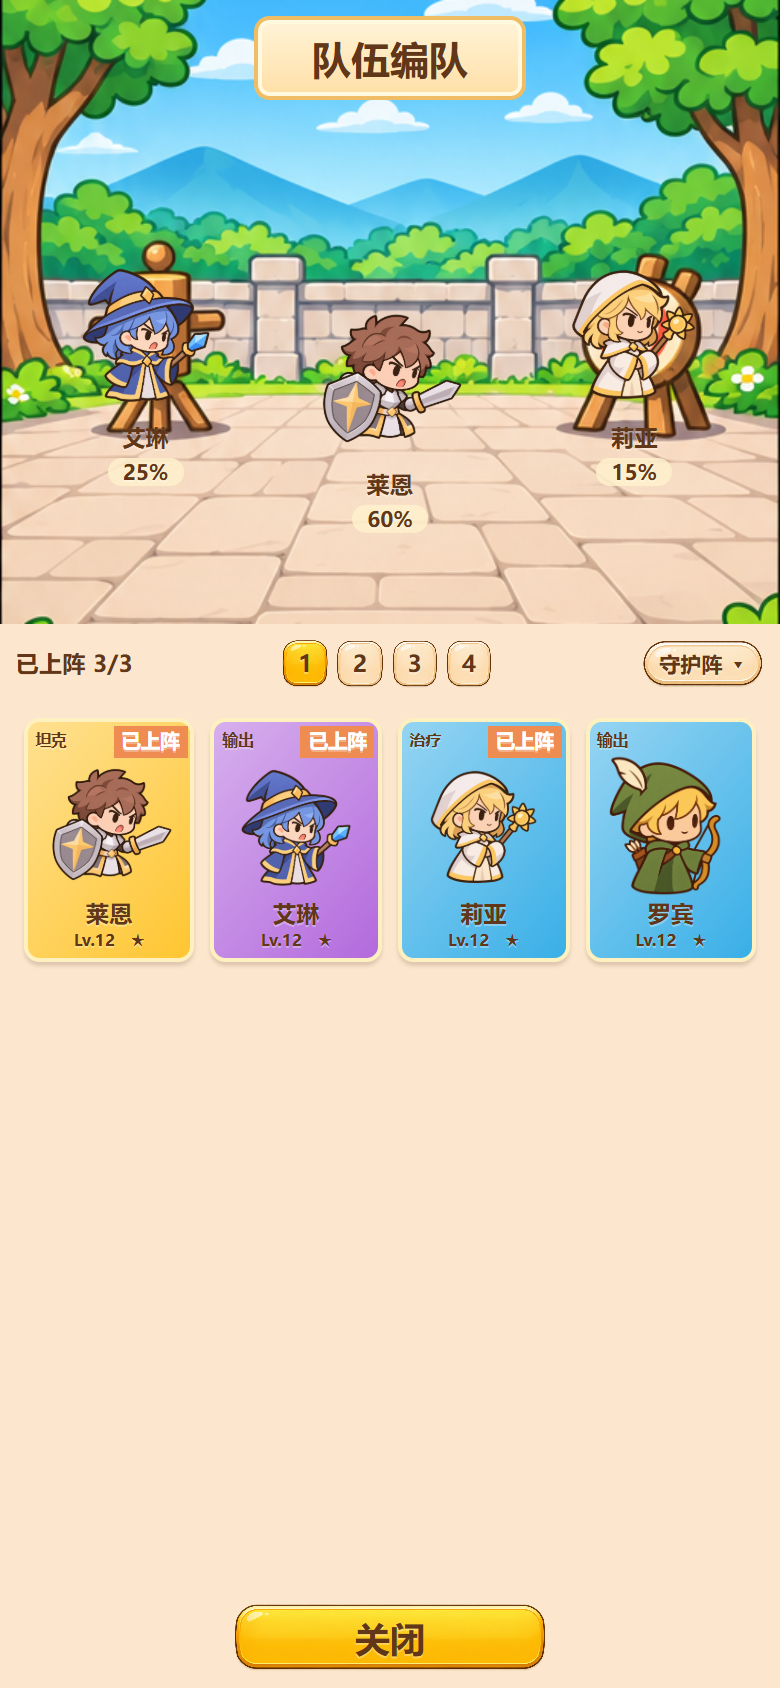 队伍编队
艾琳
25%
莉亚
15%
莱恩
60%
已上阵 3/3
1
2
3
4
守护阵
坦克
已上阵
莱恩
Lv.12 ★
输出
已上阵
艾琳
Lv.12 ★
治疗
已上阵
莉亚
Lv.12 ★
输出
罗宾
Lv.12 ★
关闭